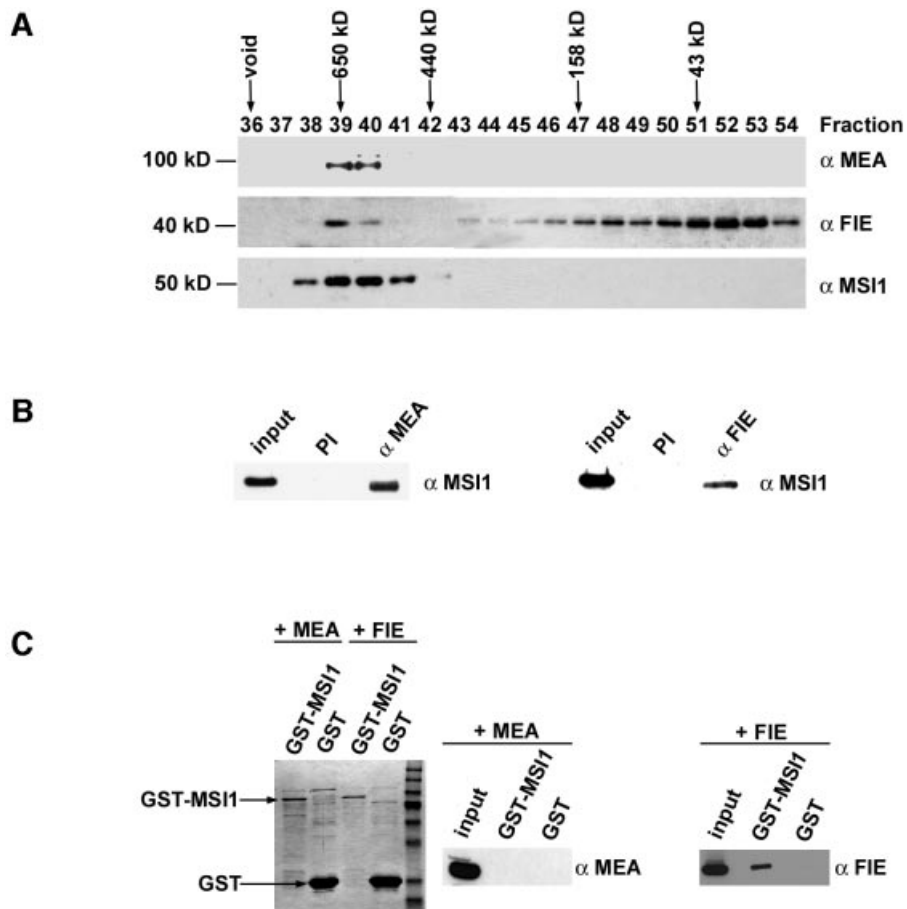 A
void
650 kD
440 kD
158 kD
43 kD
36 37 38 39 40 41 42 43 44 45 46 47 48 49 50 51 52 53 54 Fraction
100 kD α MEA
40 kD α FIE
50 kD α MSI1
B
input PI α MEA
α MSI1
input PI α FIE
α MSI1
C
+ MEA + FIE
GST-MSI1 GST GST-MSI1 GST
GST-MSI1
GST
+ MEA
input GST-MSI1 GST
α MEA
+ FIE
input GST-MSI1 GST
α FIE